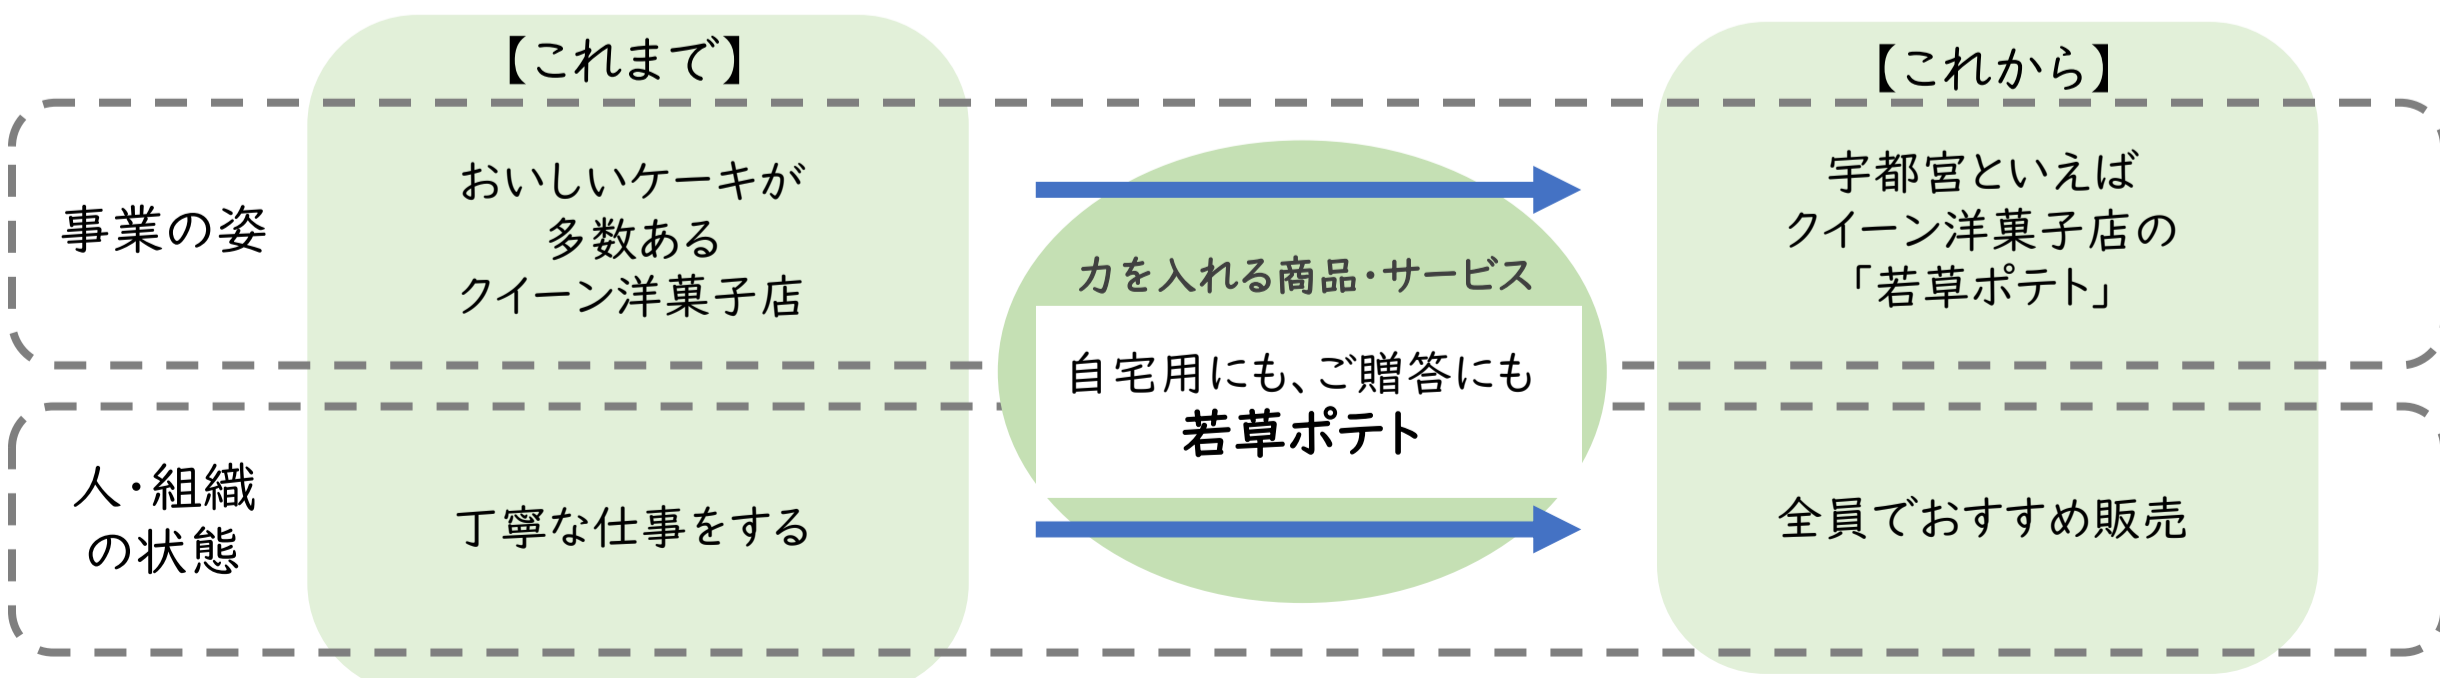 【これまで】
【これから】
事業の姿
おいしいケーキが
多数ある
クイーン洋菓子店
宇都宮といえば
クイーン洋菓子店の
「若草ポテト」
力を入れる商品・サービス
自宅用にも、ご贈答にも
若草ポテト
人・組織
の状態
丁寧な仕事をする
全員でおすすめ販売